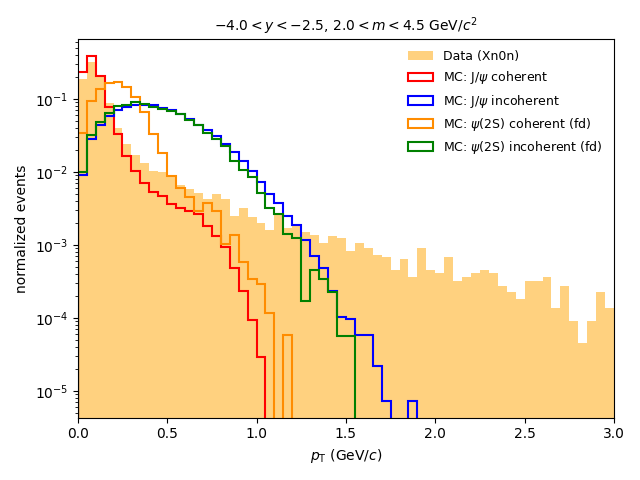 −4.0 < y < −2.5, 2.0 < m < 4.5 GeV/c²
Data (Xn0n)
MC: J/ψ coherent
MC: J/ψ incoherent
MC: ψ(2S) coherent (fd)
MC: ψ(2S) incoherent (fd)
normalized events
10⁻¹
10⁻²
10⁻³
10⁻⁴
10⁻⁵
0.0 0.5 1.0 1.5 2.0 2.5 3.0
p_T (GeV/c)